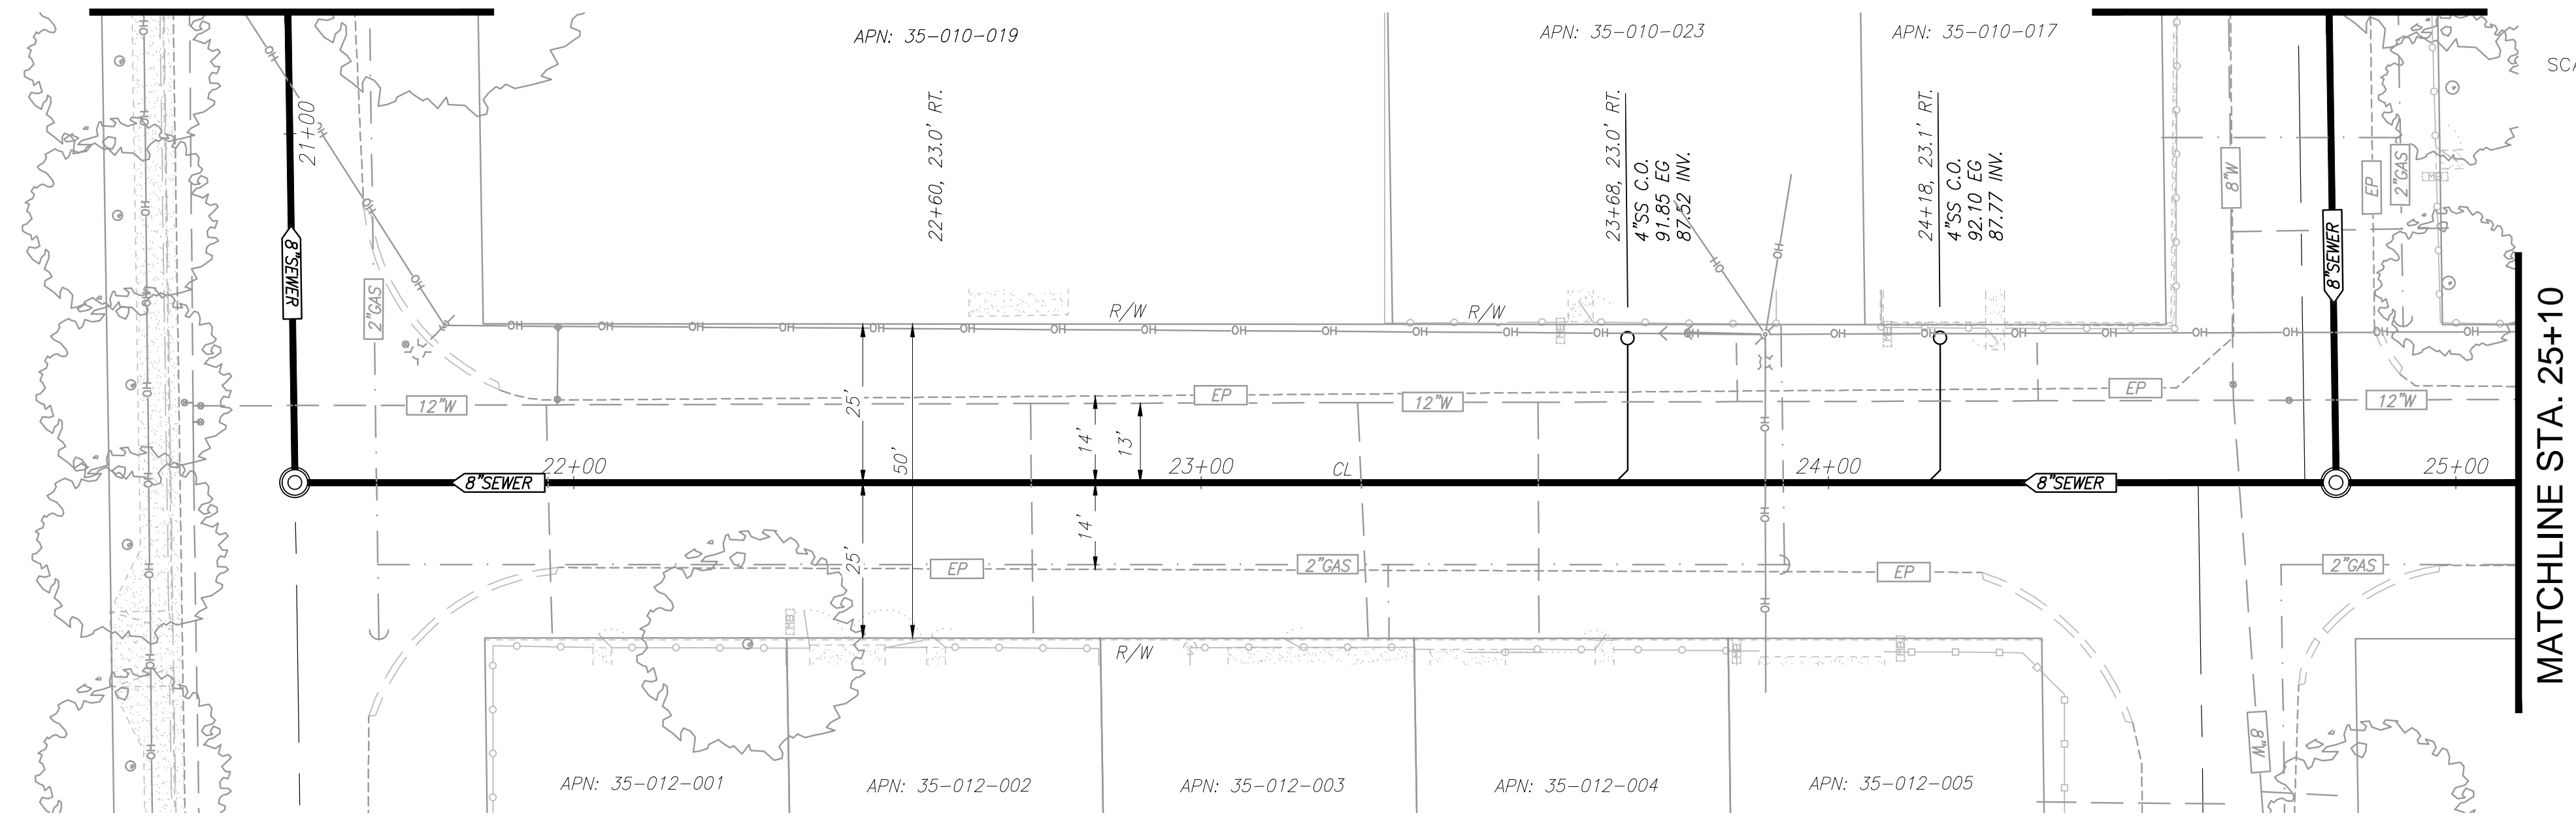 APN: 35-010-019
APN: 35-010-023
APN: 35-010-017
SCA
21+00
22+60, 23.0' RT.
23+68, 23.0' RT.
4"SS C.O.
91.85 EG
87.52 INV.
24+18, 23.1' RT.
4"SS C.O.
92.10 EG
87.77 INV.
8"SEWER
2"GAS
8"W
EP
2"GAS
8"SEWER
MB
R/W
R/W
OH
12"W
EP
12"W
EP
12"W
25'
50'
14'
13'
22+00
23+00
CL
24+00
25+00
8"SEWER
8"SEWER
MATCHLINE STA. 25+10
25'
14'
EP
2"GAS
EP
2"GAS
MB
R/W
MB
MB
8"W
APN: 35-012-001
APN: 35-012-002
APN: 35-012-003
APN: 35-012-004
APN: 35-012-005